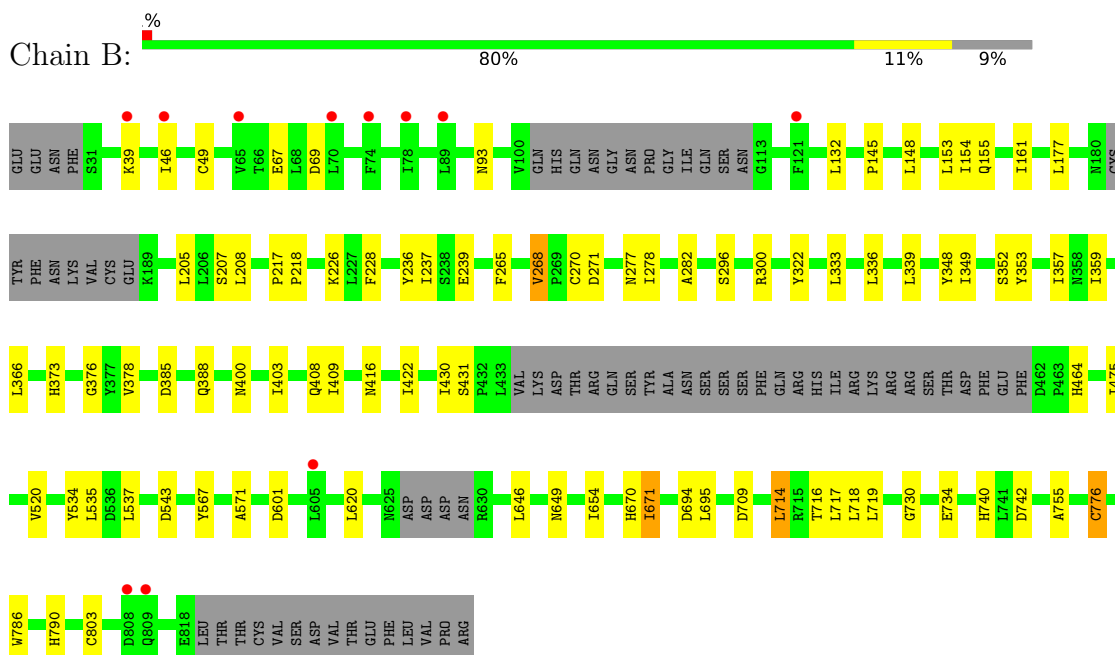 .%
Chain B:
80% 11% 9%
GLU GLU ASN PHE S31 K39 I46 C49 V65 T66 E67 L68 D69 L70 F74 I78 L89 N93 V100 GLN HIS GLN ASN GLY ASN PRO GLY ILE GLN SER ASN G113 F121 L132 P145 L148 L153 I154 Q155 I161 L177 N180 CYS
TYR PHE ASN LYS VAL CYS GLU K189 L205 L206 S207 L208 P217 P218 K226 L227 F228 Y236 I237 S238 E239 F265 V268 P269 C270 D271 N277 I278 A282 S296 R300 Y322 L333 L336 L339 Y348 I349 S352 Y353 I357 N358 I359
L366 H373 G376 Y377 V378 D385 Q388 N400 I403 Q408 I409 N416 I422 I430 S431 P432 L433 VAL LYS ASP THR ARG GLN SER TYR ALA ASN SER SER SER PHE GLN ARG HIS ILE ARG LYS ARG ARG SER THR ASP PHE GLU PHE D462 P463 H464 I475
V520 Y534 L535 D536 L537 D543 Y567 A571 D601 L605 L620 N625 ASP ASP ASP ASN R630 L646 N649 I654 H670 I671 D694 L695 D709 L714 R715 T716 L717 L718 L719 G730 E734 H740 L741 D742 A755 C776
W786 H790 C803 D808 Q809 E818 LEU THR THR CYS VAL SER ASP VAL THR GLU PHE LEU VAL PRO ARG